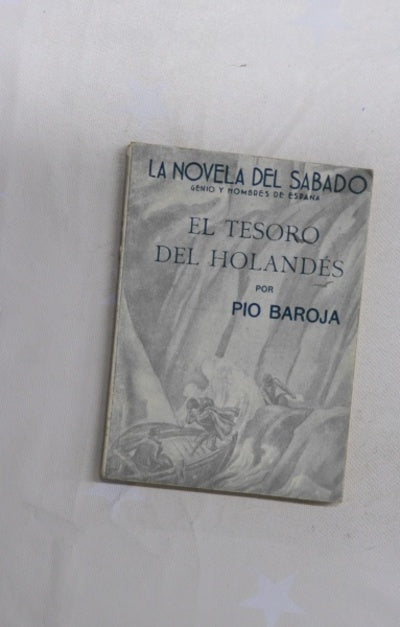 LA NOVELA DEL SABADO
GENIO Y HOMBRES DE ESPAÑA
EL TESORO
DEL HOLANDÉS
POR
PIO BAROJA